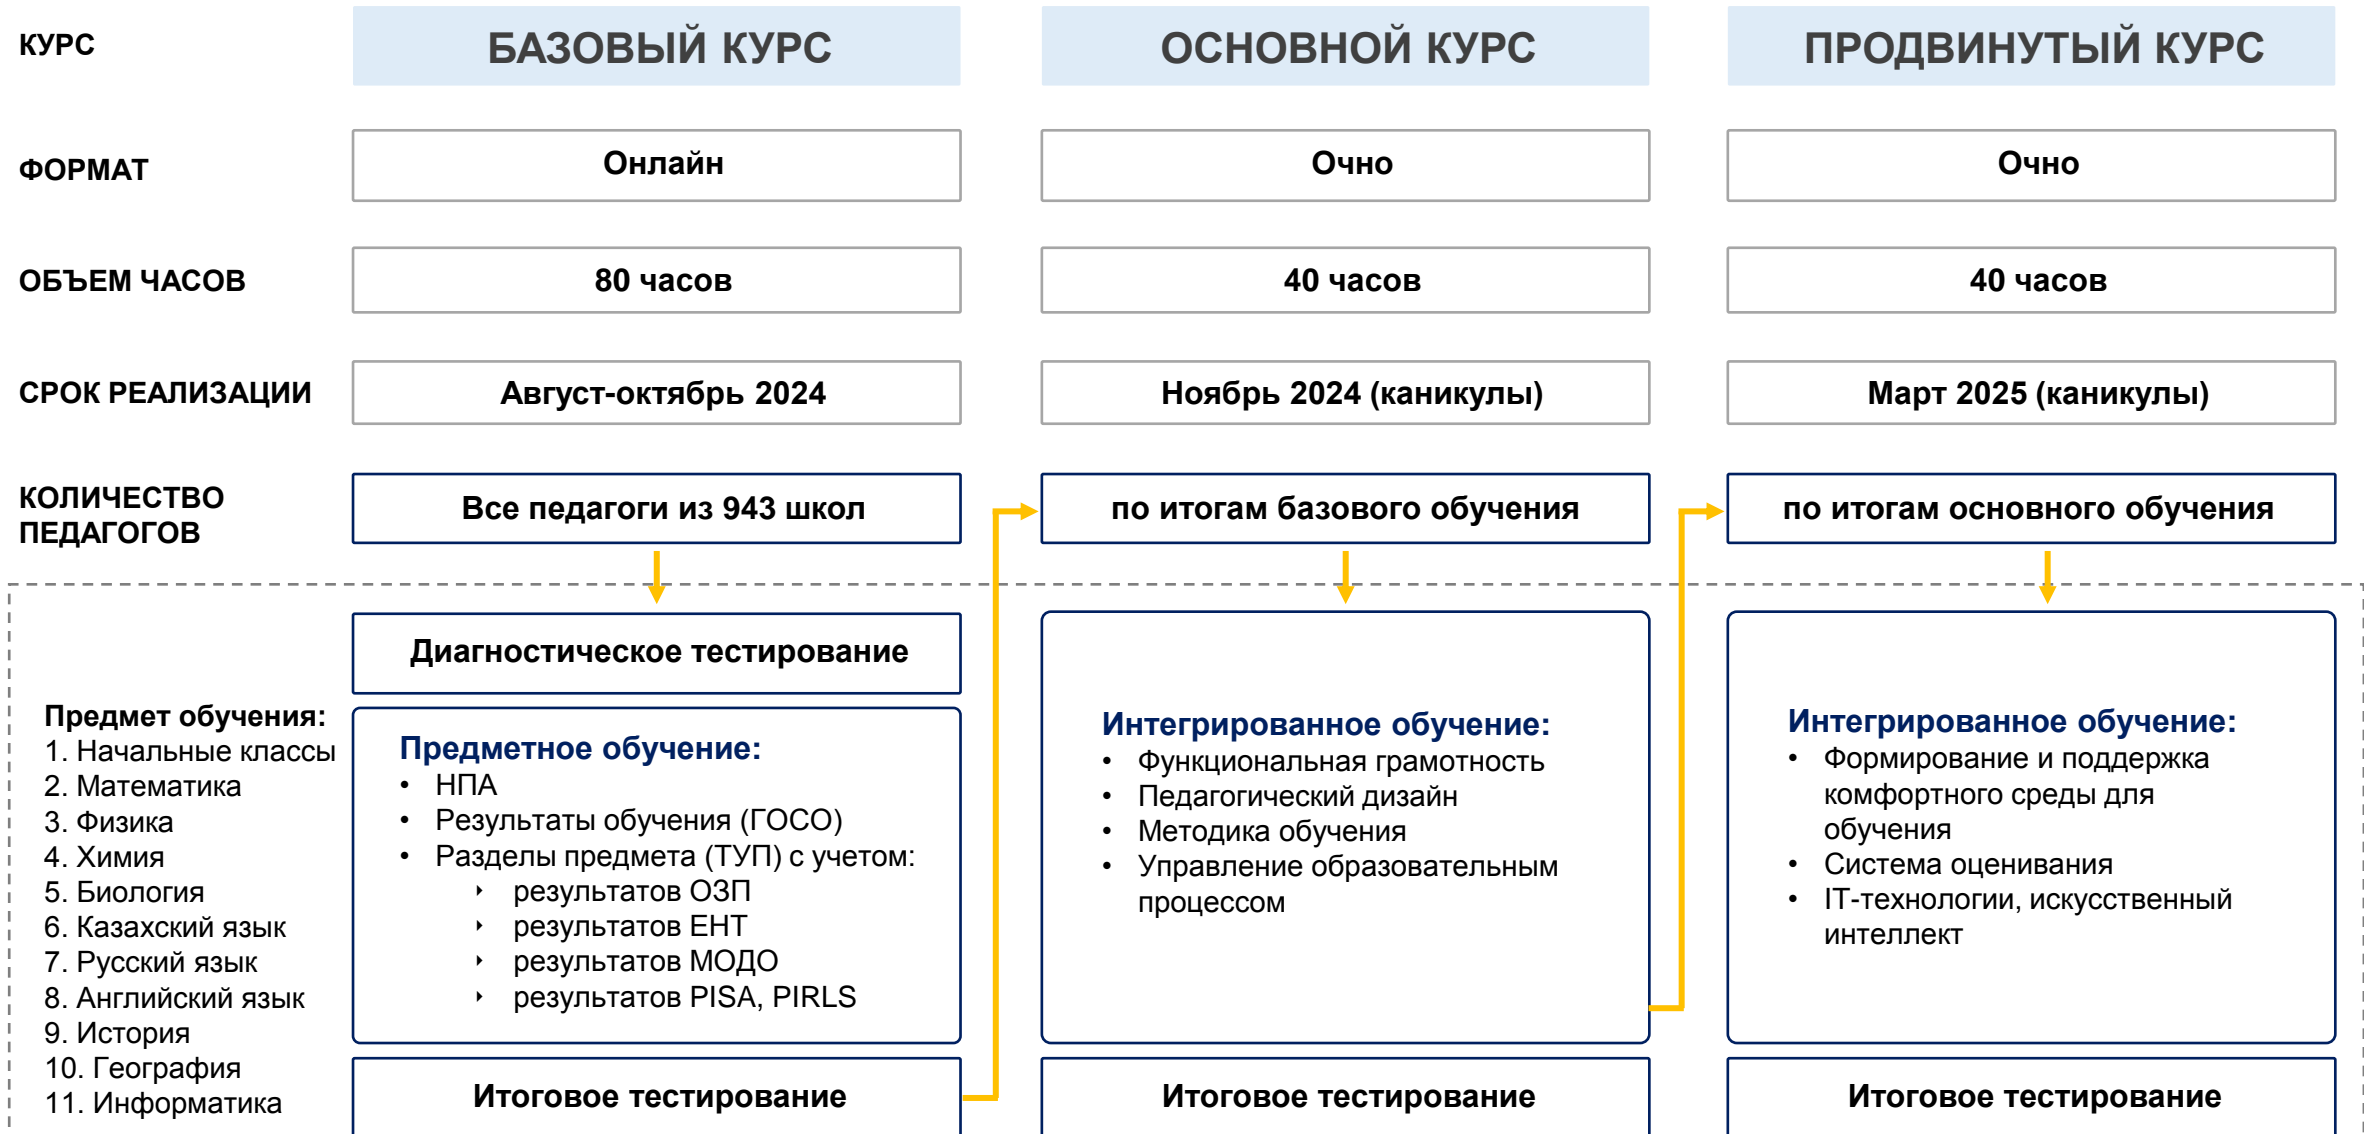 КУРС
БАЗОВЫЙ КУРС
ОСНОВНОЙ КУРС
ПРОДВИНУТЫЙ КУРС
ФОРМАТ
Онлайн
Очно
Очно
ОБЪЕМ ЧАСОВ
80 часов
40 часов
40 часов
СРОК РЕАЛИЗАЦИИ
Август-октябрь 2024
Ноябрь 2024 (каникулы)
Март 2025 (каникулы)
КОЛИЧЕСТВО
ПЕДАГОГОВ
Все педагоги из 943 школ
по итогам базового обучения
по итогам основного обучения
Предмет обучения:
1. Начальные классы
2. Математика
3. Физика
4. Химия
5. Биология
6. Казахский язык
7. Русский язык
8. Английский язык
9. История
10. География
11. Информатика
Диагностическое тестирование
Предметное обучение:
• НПА
• Результаты обучения (ГОСО)
• Разделы предмета (ТУП) с учетом:
‣ результатов ОЗП
‣ результатов ЕНТ
‣ результатов МОДО
‣ результатов PISA, PIRLS
Итоговое тестирование
Интегрированное обучение:
• Функциональная грамотность
• Педагогический дизайн
• Методика обучения
• Управление образовательным
процессом
Итоговое тестирование
Интегрированное обучение:
• Формирование и поддержка
комфортного среды для
обучения
• Система оценивания
• IT-технологии, искусственный
интеллект
Итоговое тестирование